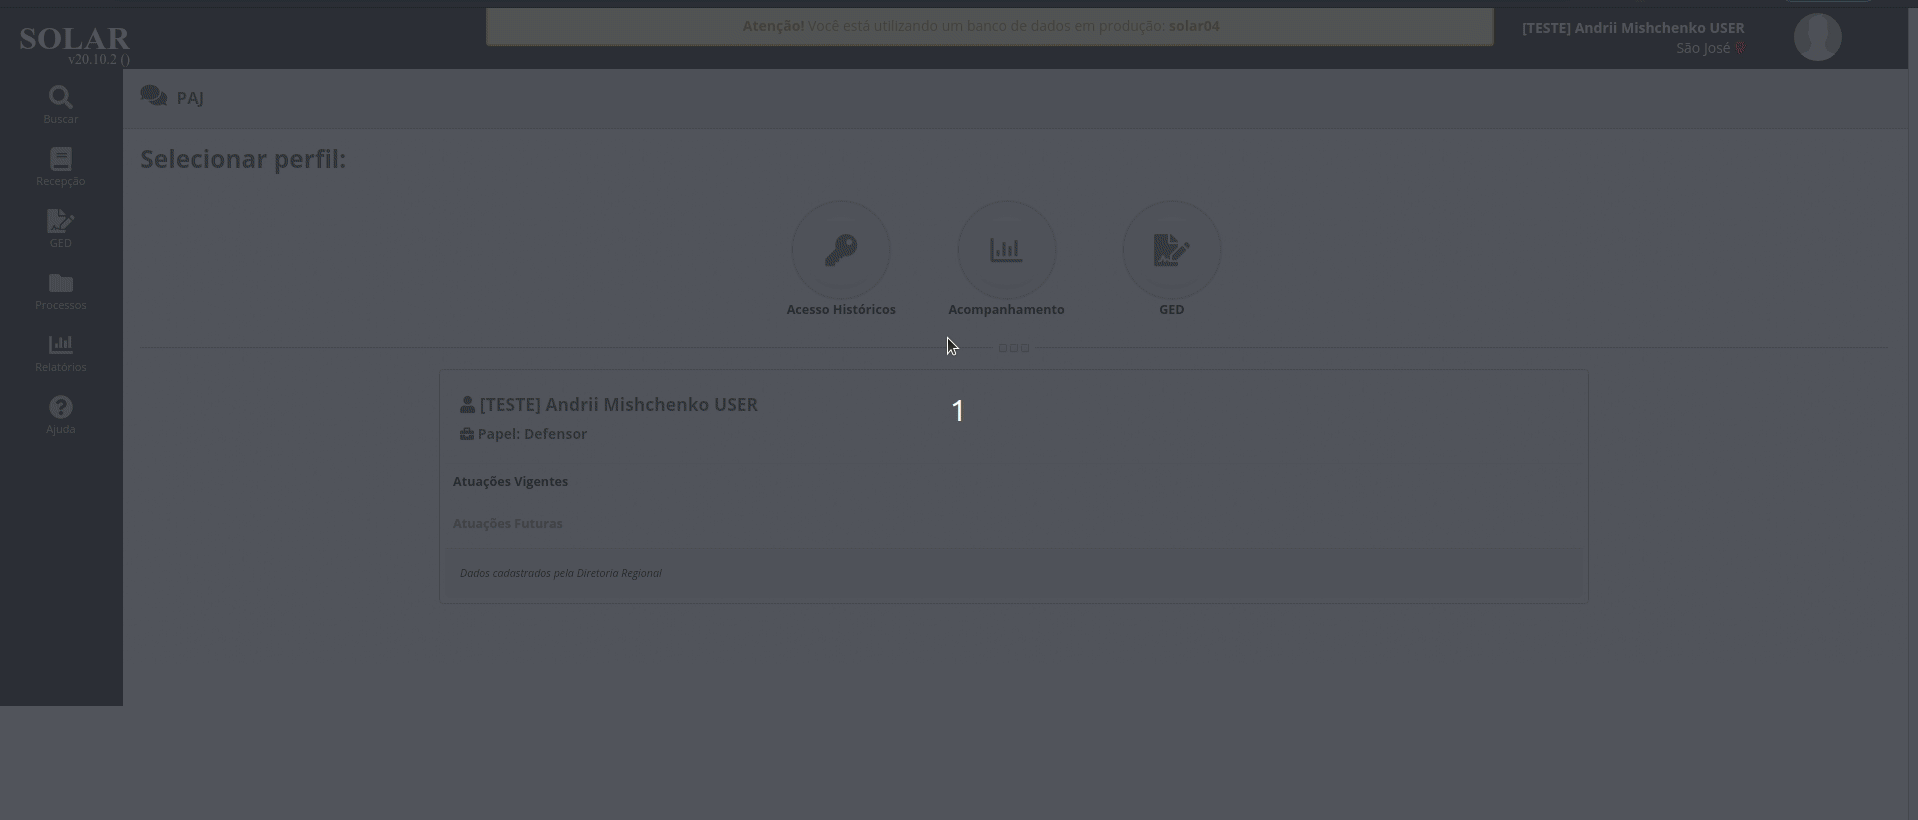 SOLAR
v20.10.2 ()
Atenção! Você está utilizando um banco de dados em produção: solar04
[TESTE] Andrii Mishchenko USER
São José
Buscar
Recepção
GED
Processos
Relatórios
Ajuda
PAJ
Selecionar perfil:
Acesso Históricos
Acompanhamento
GED
[TESTE] Andrii Mishchenko USER
Papel: Defensor
1
Atuações Vigentes
Atuações Futuras
Dados cadastrados pela Diretoria Regional